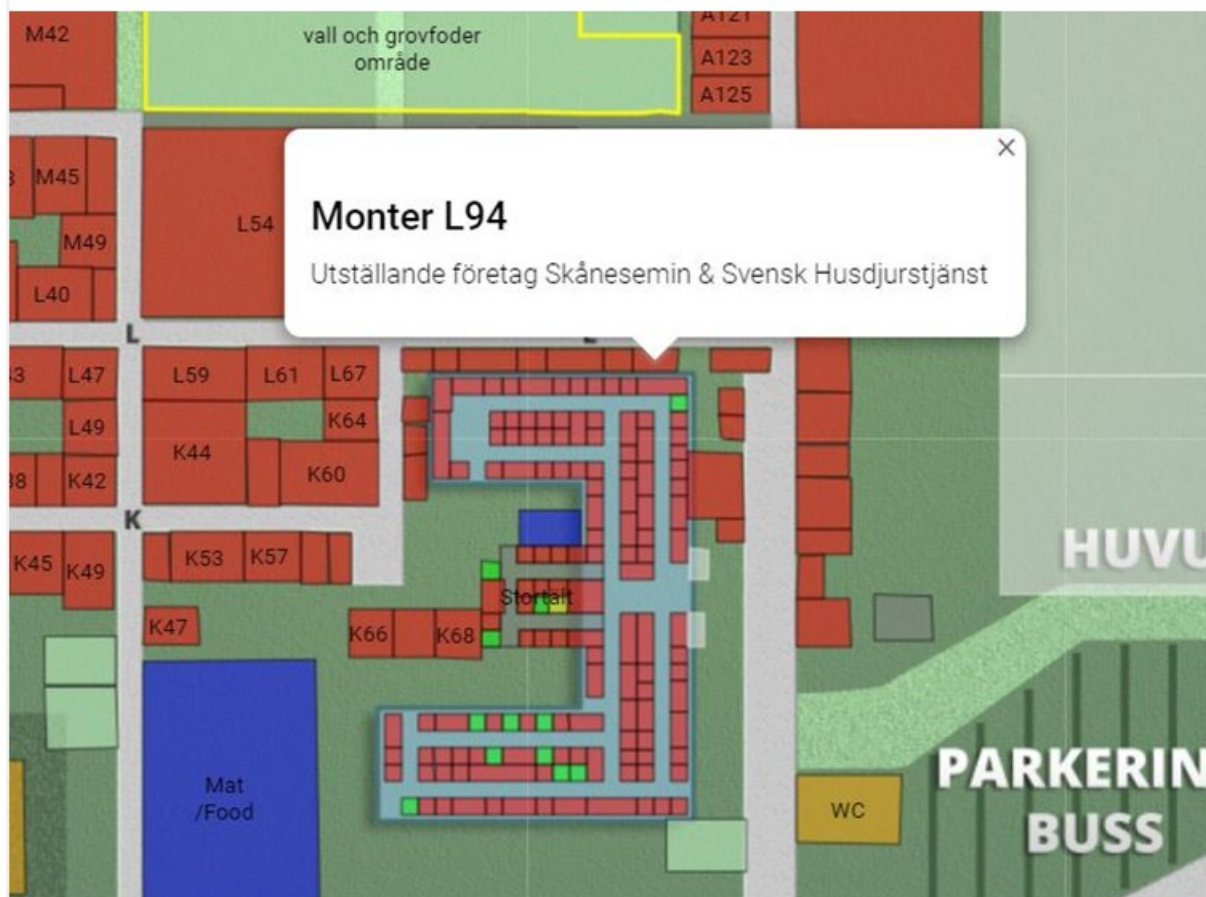 M42
vall och grovfoder
område
A121
A123
A125
M45
M49
L40
L54
Monter L94
Utställande företag Skånesemin & Svensk Husdjurstjänst
L
L47
L59
L61
L67
L49
K64
K44
K42
K60
K
K45
K49
K53
K57
HUVU
Stortält
K47
K66
K68
Mat
/Food
WC
PARKERIN
BUSS